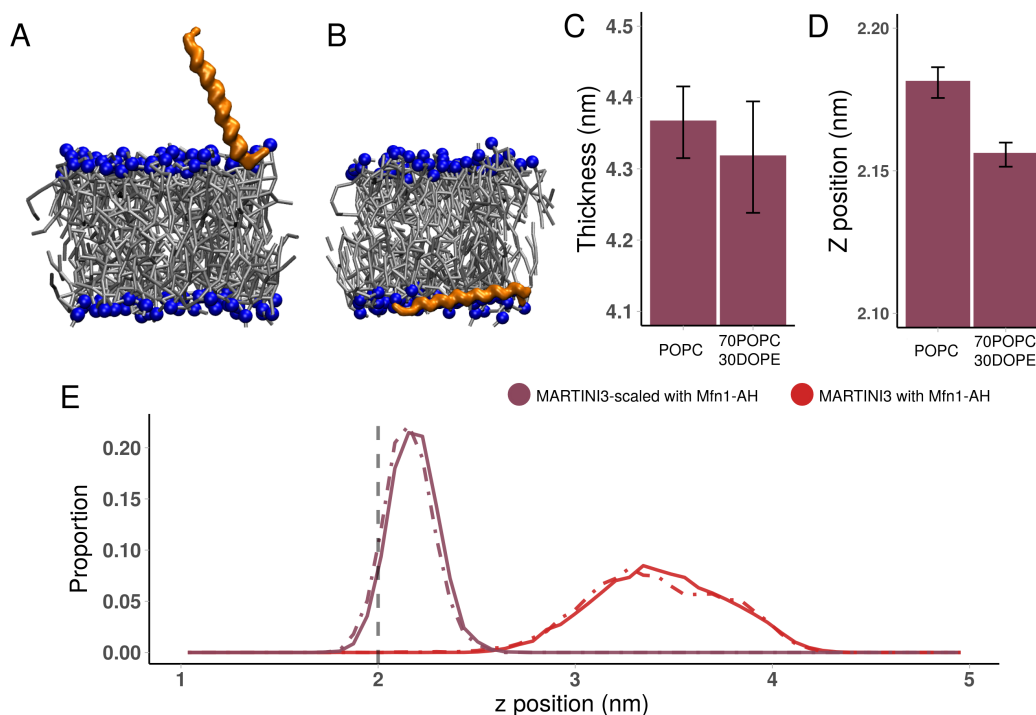 A
B
C
Thickness (nm)
4.5
4.4
4.3
4.2
4.1
POPC
70POPC
30DOPE
D
Z position (nm)
2.20
2.15
2.10
POPC
70POPC
30DOPE
MARTINI3-scaled with Mfn1-AH
MARTINI3 with Mfn1-AH
E
Proportion
0.20
0.15
0.10
0.05
0.00
1
2
3
4
5
z position (nm)